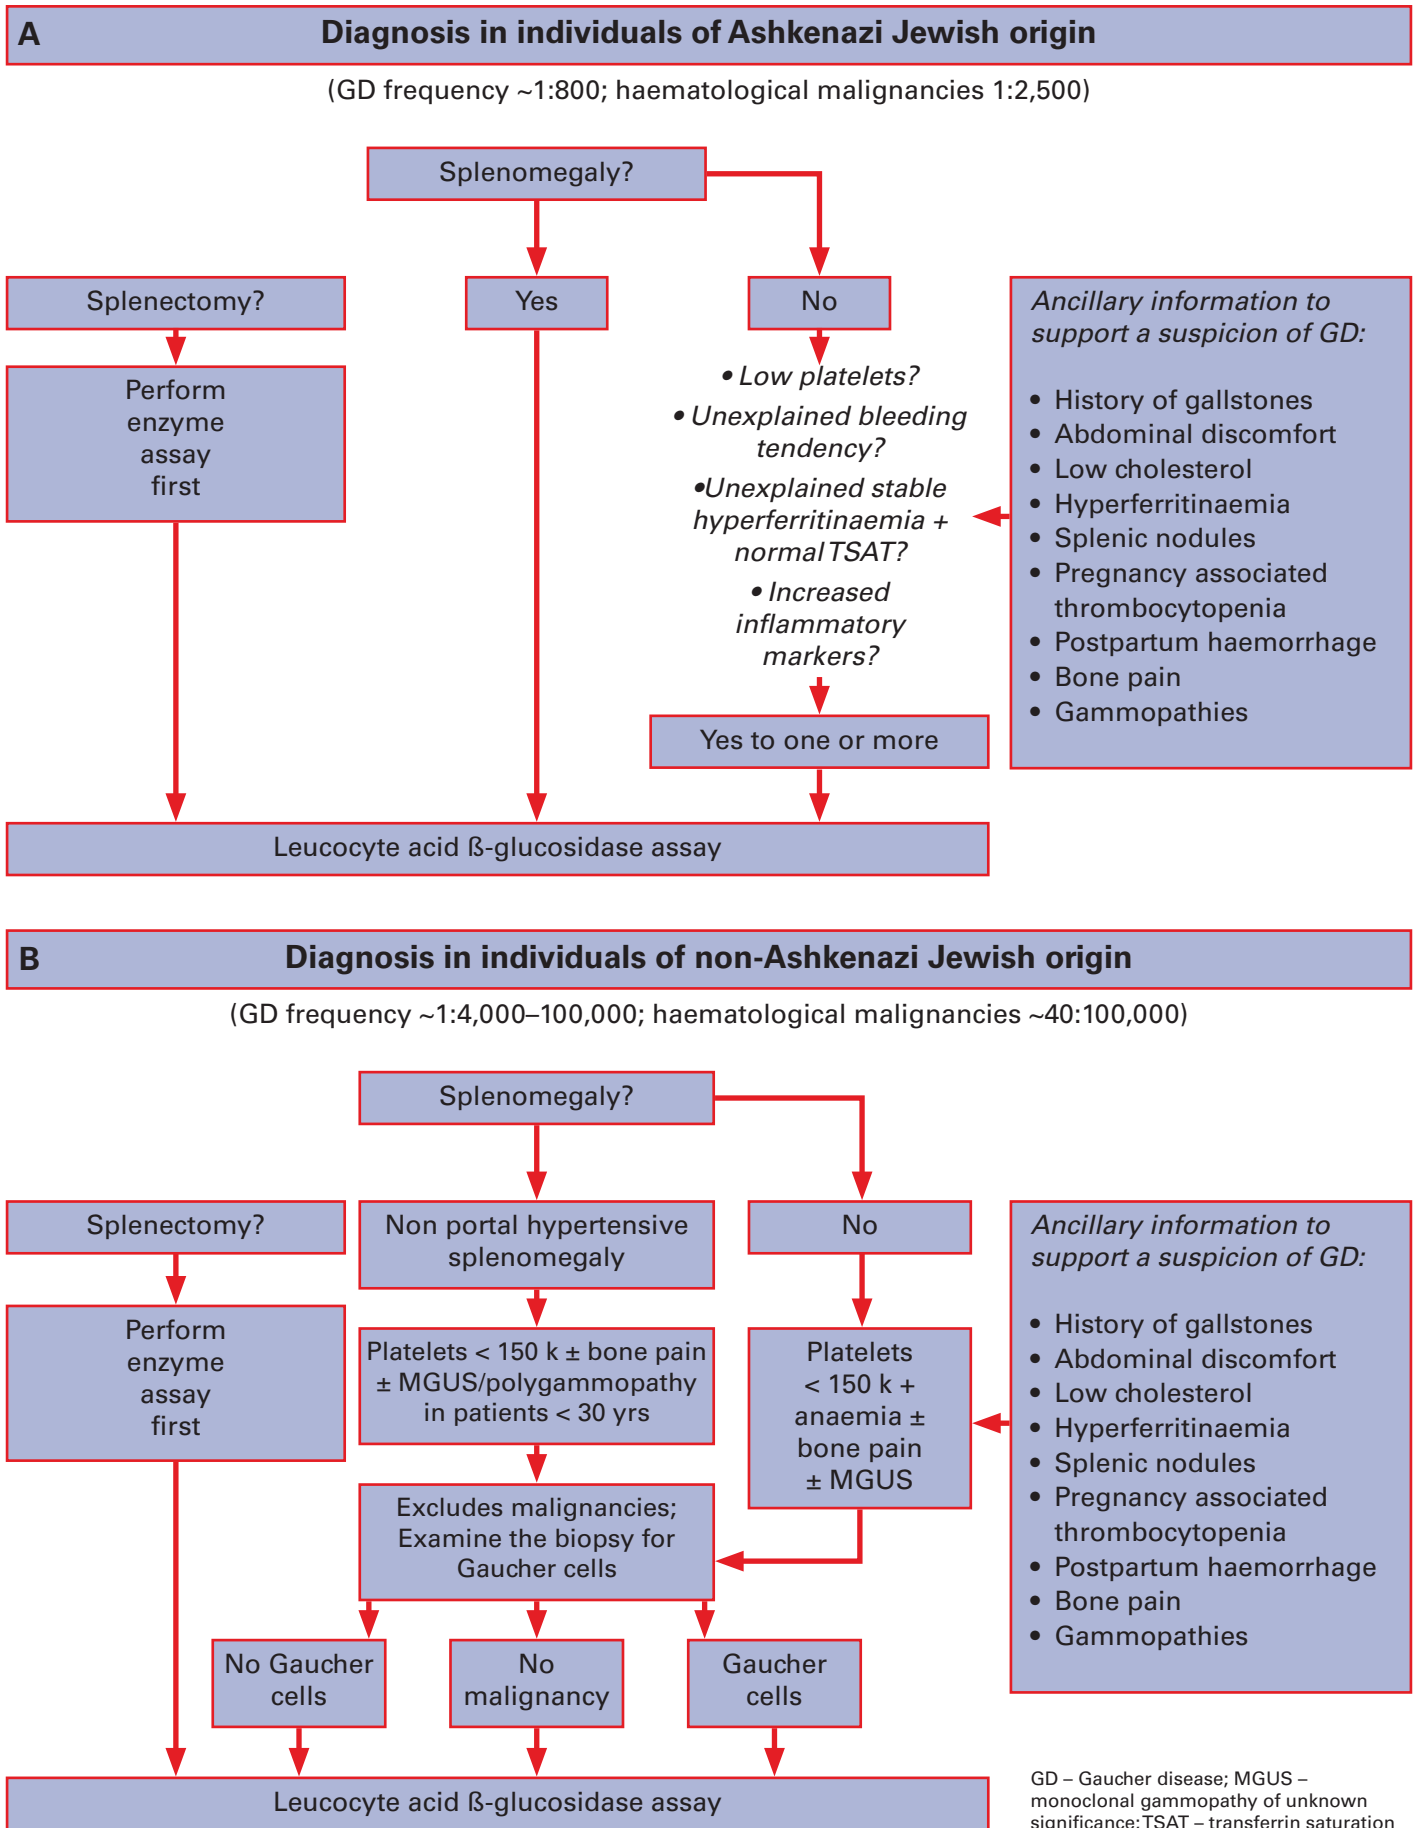 A
Diagnosis in individuals of Ashkenazi Jewish origin
(GD frequency ~1:800; haematological malignancies 1:2,500)
Splenomegaly?
Splenectomy?
Perform
enzyme
assay
first
Yes
No
• Low platelets?
• Unexplained bleeding
tendency?
•Unexplained stable
hyperferritinaemia +
normal TSAT?
• Increased
inflammatory
markers?
Yes to one or more
Ancillary information to
support a suspicion of GD:
• History of gallstones
• Abdominal discomfort
• Low cholesterol
• Hyperferritinaemia
• Splenic nodules
• Pregnancy associated
thrombocytopenia
• Postpartum haemorrhage
• Bone pain
• Gammopathies
Leucocyte acid ß-glucosidase assay
B
Diagnosis in individuals of non-Ashkenazi Jewish origin
(GD frequency ~1:4,000–100,000; haematological malignancies ~40:100,000)
Splenomegaly?
Splenectomy?
Perform
enzyme
assay
first
Non portal hypertensive
splenomegaly
Platelets < 150 k ± bone pain
± MGUS/polygammopathy
in patients < 30 yrs
Excludes malignancies;
Examine the biopsy for
Gaucher cells
No
Platelets
< 150 k +
anaemia ±
bone pain
± MGUS
Ancillary information to
support a suspicion of GD:
• History of gallstones
• Abdominal discomfort
• Low cholesterol
• Hyperferritinaemia
• Splenic nodules
• Pregnancy associated
thrombocytopenia
• Postpartum haemorrhage
• Bone pain
• Gammopathies
No Gaucher
cells
No
malignancy
Gaucher
cells
Leucocyte acid ß-glucosidase assay
GD – Gaucher disease; MGUS –
monoclonal gammopathy of unknown
significance; TSAT – transferrin saturation